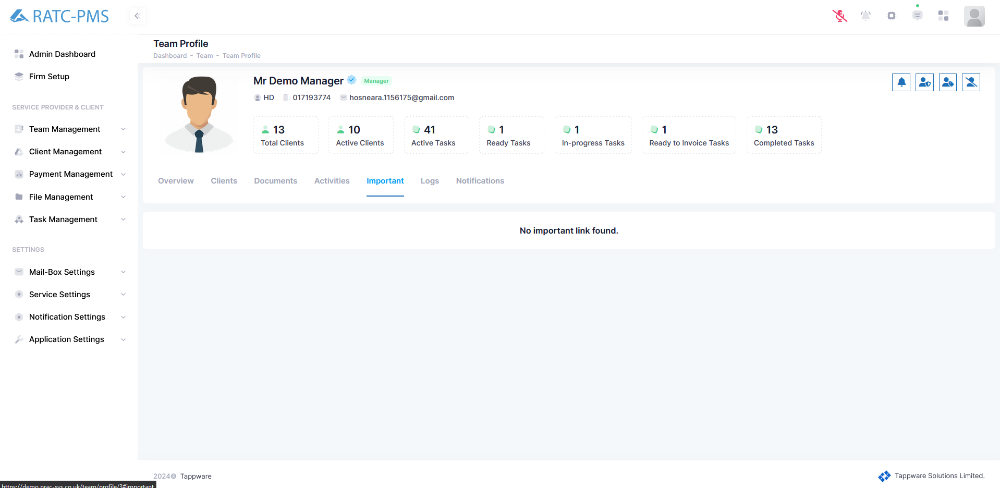 RATC-PMS
Admin Dashboard
Firm Setup
SERVICE PROVIDER & CLIENT
Team Management
Client Management
Payment Management
File Management
Task Management
SETTINGS
Mail-Box Settings
Service Settings
Notification Settings
Application Settings
Team Profile
Dashboard - Team - Team Profile
Mr Demo Manager Manager
HD 017193774 hosneara.1156175@gmail.com
13
Total Clients
10
Active Clients
41
Active Tasks
1
Ready Tasks
1
In-progress Tasks
1
Ready to Invoice Tasks
13
Completed Tasks
Overview Clients Documents Activities Important Logs Notifications
No important link found.
2024© Tappware
Tappware Solutions Limited.
https://demo.prac-sys.co.uk/team/profile/3#important